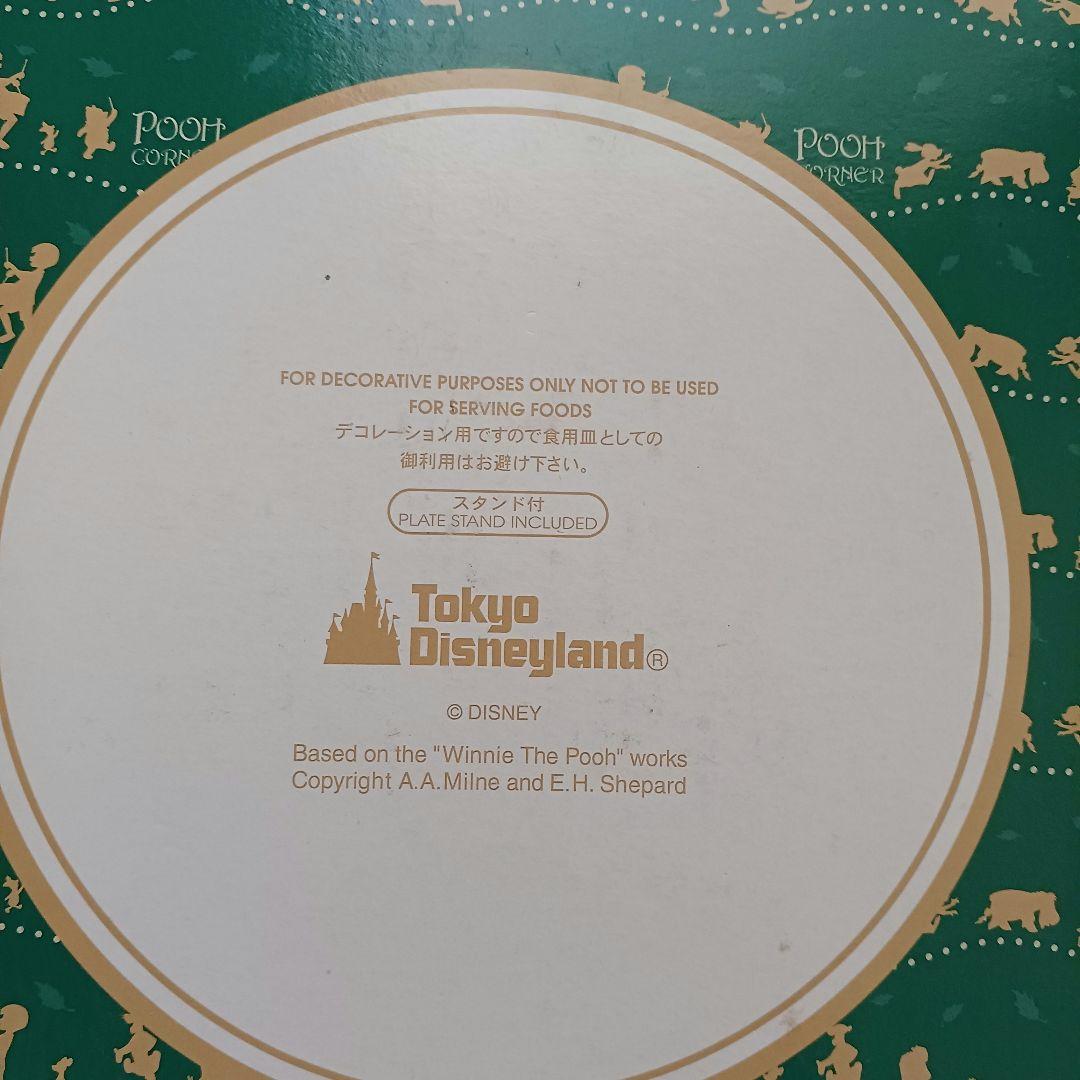 POOH
CORNER
POOH
CORNER
FOR DECORATIVE PURPOSES ONLY NOT TO BE USED
FOR SERVING FOODS
デコレーション用ですので食用皿としての
御利用はお避け下さい。
スタンド付
PLATE STAND INCLUDED
Tokyo
Disneyland®
© DISNEY
Based on the "Winnie The Pooh" works
Copyright A.A.Milne and E.H. Shepard